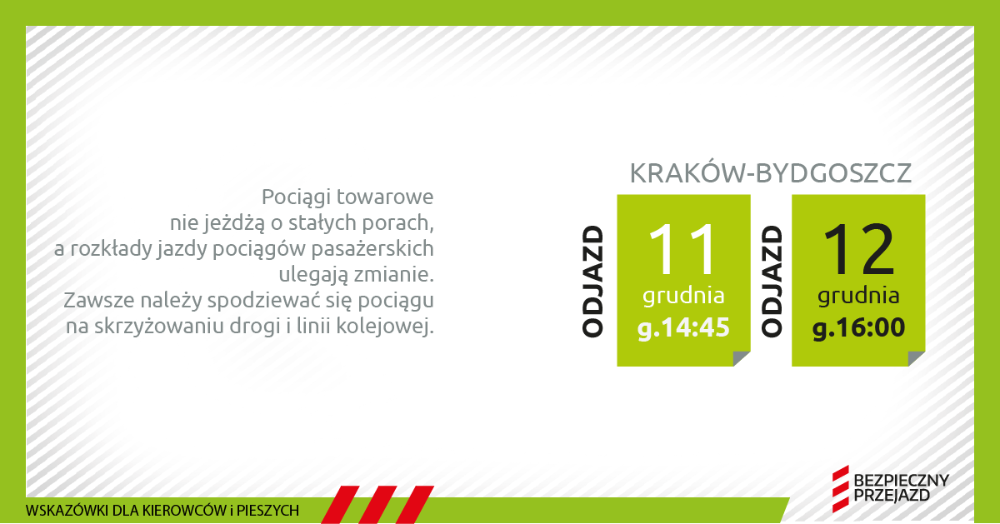 Pociągi towarowe
nie jeżdżą o stałych porach,
a rozkłady jazdy pociągów pasażerskich
ulegają zmianie.
Zawsze należy spodziewać się pociągu
na skrzyżowaniu drogi i linii kolejowej.
KRAKÓW-BYDGOSZCZ
ODJAZD
11
grudnia
g.14:45
ODJAZD
12
grudnia
g.16:00
WSKAZÓWKI DLA KIEROWCÓW i PIESZYCH
BEZPIECZNY
PRZEJAZD